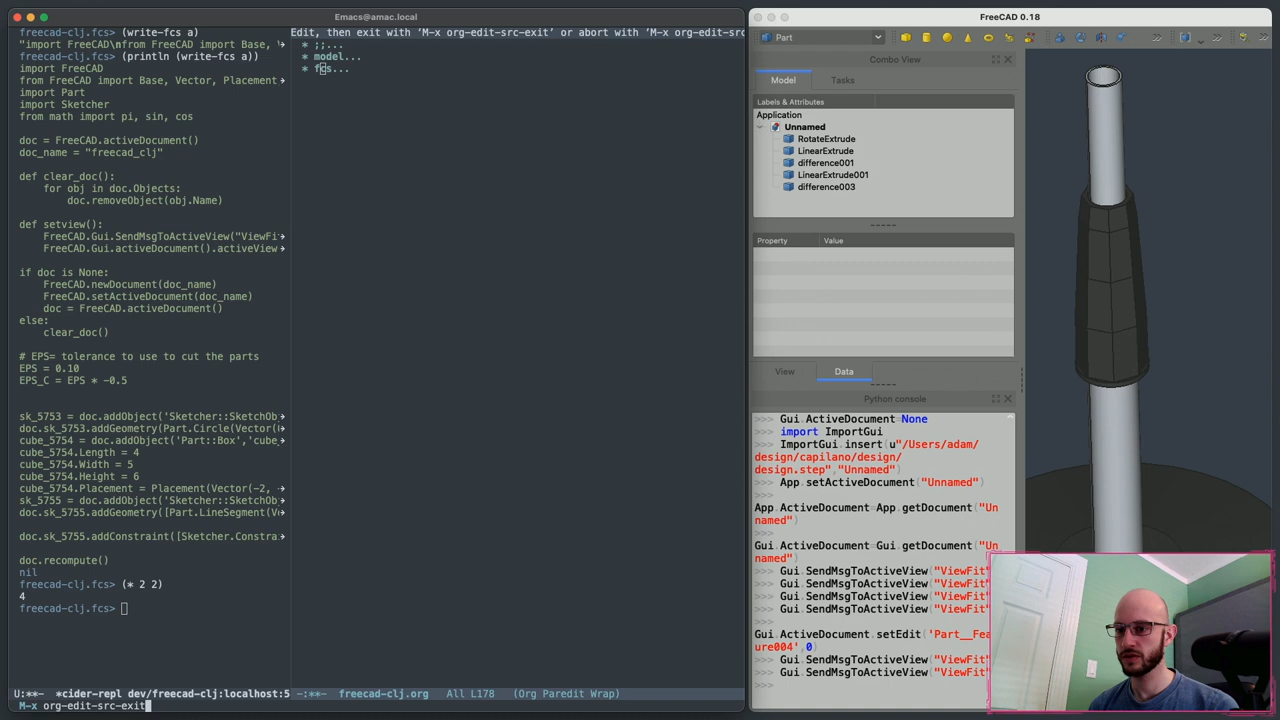 Emacs@amac.local
freecad-clj.fcs> (write-fcs a)
"import FreeCAD\nfrom FreeCAD import Base, '
freecad-clj.fcs> (println (write-fcs a))
import FreeCAD
from FreeCAD import Base, Vector, Placement
import Part
import Sketcher
from math import pi, sin, cos
doc = FreeCAD.activeDocument()
doc_name = "freecad_clj"
def clear_doc():
for obj in doc.Objects:
doc.removeObject(obj.Name)
def setview():
FreeCAD.Gui.SendMsgToActiveView("ViewFi
FreeCAD.Gui.activeDocument().activeView
if doc is None:
FreeCAD.newDocument(doc_name)
FreeCAD.setActiveDocument(doc_name)
doc = FreeCAD.activeDocument()
else:
clear_doc()
# EPS= tolerance to use to cut the parts
EPS = 0.10
EPS_C = EPS * -0.5
sk_5753 = doc.addObject('Sketcher::SketchOb
doc.sk_5753.addGeometry(Part.Circle(Vector(
cube_5754 = doc.addObject('Part::Box','cube_
cube_5754.Length = 4
cube_5754.Width = 5
cube_5754.Height = 6
cube_5754.Placement = Placement(Vector(-2, -
sk_5755 = doc.addObject('Sketcher::SketchOb
doc.sk_5755.addGeometry([Part.LineSegment(Ve
doc.sk_5755.addConstraint([Sketcher.Constra
doc.recompute()
nil
freecad-clj.fcs> (* 2 2)
4
freecad-clj.fcs>
U:**- *cider-repl dev/freecad-clj:localhost:5
M-x org-edit-src-exit
Edit, then exit with ‘M-x org-edit-src-exit’ or abort with ‘M-x org-edit-src
* ;;...
* model...
* fcs...
-:**- freecad-clj.org All L178 (Org Paredit Wrap)
FreeCAD 0.18
Part
Combo View
Model Tasks
Labels & Attributes
Application
Unnamed
RotateExtrude
LinearExtrude
difference001
LinearExtrude001
difference003
Property Value
View Data
Python console
>>> Gui.ActiveDocument=None
>>> import ImportGui
>>> ImportGui.insert(u"/Users/adam/
design/capilano/design/
design.step","Unnamed")
>>> App.setActiveDocument("Unnamed")
>>>
App.ActiveDocument=App.getDocument("Un
named")
>>>
Gui.ActiveDocument=Gui.getDocument("Un
named")
>>> Gui.SendMsgToActiveView("ViewFit"
>>> Gui.SendMsgToActiveView("ViewFit"
>>> Gui.SendMsgToActiveView("ViewFit"
>>> Gui.SendMsgToActiveView("ViewFit"
>>>
Gui.ActiveDocument.setEdit('Part__Fea
ure004',0)
>>> Gui.SendMsgToActiveView("ViewFit"
>>> Gui.SendMsgToActiveView("ViewFit"
>>>